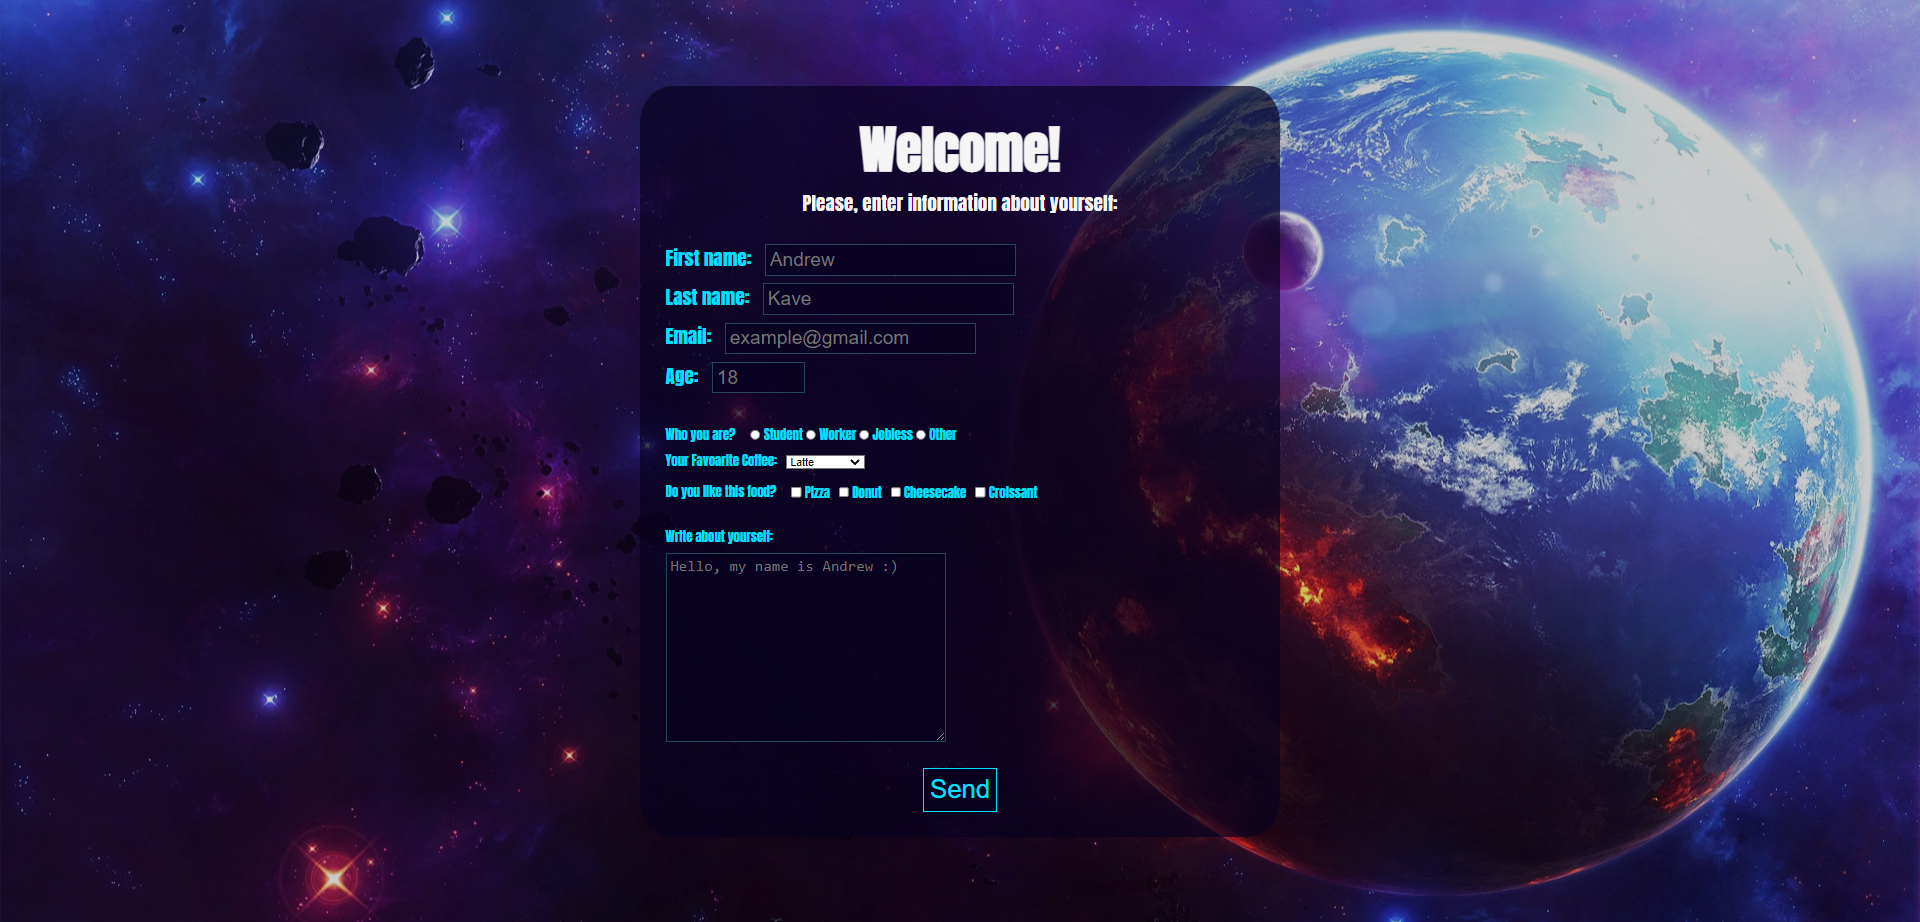 Welcome!
Please, enter information about yourself:
First name: Andrew
Last name: Kave
Email: example@gmail.com
Age: 18
Who you are? Student Worker Jobless Other
Your Favoarite Coffee: Latte
Do you like this food? Pizza Donut Cheesecake Croissant
Write about yourself:
Hello, my name is Andrew :)
Send